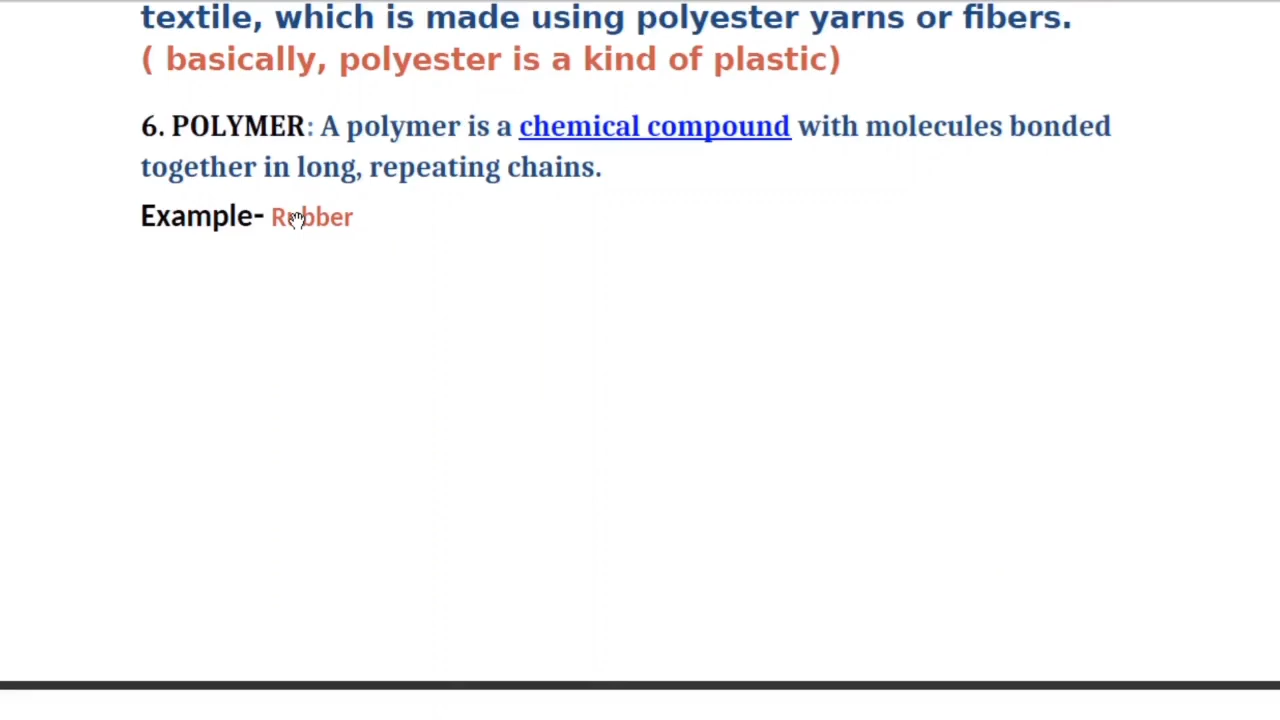 textile, which is made using polyester yarns or fibers.
( basically, polyester is a kind of plastic)
6. POLYMER: A polymer is a chemical compound with molecules bonded
together in long, repeating chains.
Example- Rubber